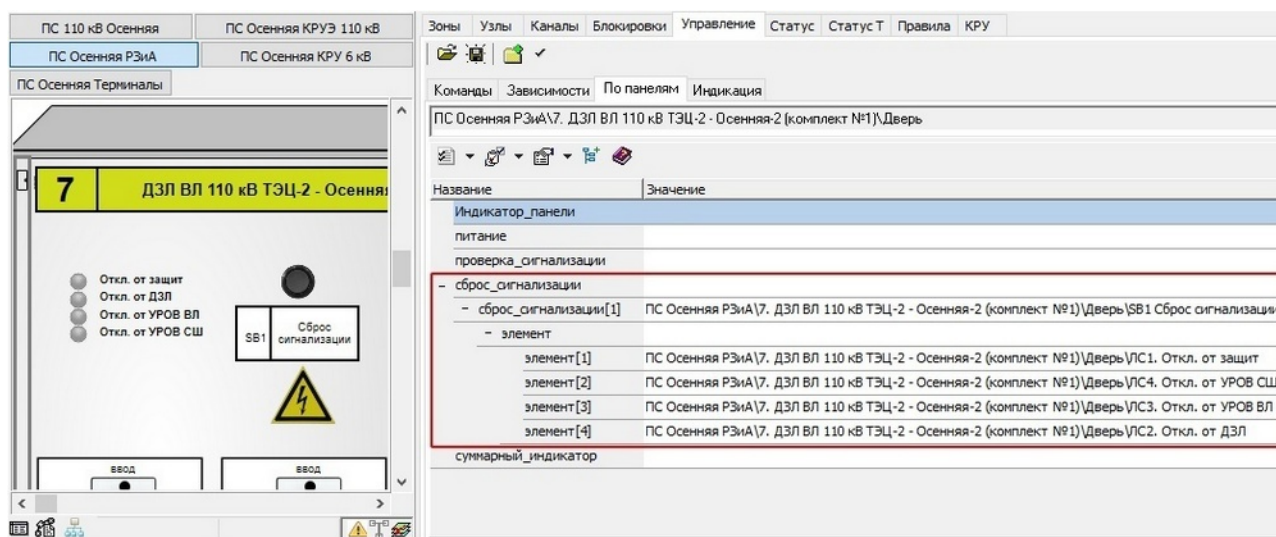 ПС 110 кВ Осенняя
ПС Осенняя КРУЭ 110 кВ
ПС Осенняя РЗиА
ПС Осенняя КРУ 6 кВ
ПС Осенняя Терминалы
7
ДЗЛ ВЛ 110 кВ ТЭЦ-2 - Осенняя
Откл. от защит
Откл. от ДЗЛ
Откл. от УРОВ ВЛ
Откл. от УРОВ СШ
SB1
Сброс
сигнализации
ввод
ввод
Зоны Узлы Каналы Блокировки Управление Статус Статус Т Правила КРУ
Команды Зависимости По панелям Индикация
ПС Осенняя РЗиА\7. ДЗЛ ВЛ 110 кВ ТЭЦ-2 - Осенняя-2 (комплект №1)\Дверь
Название Значение
Индикатор_панели
питание
проверка_сигнализации
сброс_сигнализации
сброс_сигнализации[1] ПС Осенняя РЗиА\7. ДЗЛ ВЛ 110 кВ ТЭЦ-2 - Осенняя-2 (комплект №1)\Дверь\SB1 Сброс сигнализации
элемент
элемент[1] ПС Осенняя РЗиА\7. ДЗЛ ВЛ 110 кВ ТЭЦ-2 - Осенняя-2 (комплект №1)\Дверь\ЛС1. Откл. от защит
элемент[2] ПС Осенняя РЗиА\7. ДЗЛ ВЛ 110 кВ ТЭЦ-2 - Осенняя-2 (комплект №1)\Дверь\ЛС4. Откл. от УРОВ СШ
элемент[3] ПС Осенняя РЗиА\7. ДЗЛ ВЛ 110 кВ ТЭЦ-2 - Осенняя-2 (комплект №1)\Дверь\ЛС3. Откл. от УРОВ ВЛ
элемент[4] ПС Осенняя РЗиА\7. ДЗЛ ВЛ 110 кВ ТЭЦ-2 - Осенняя-2 (комплект №1)\Дверь\ЛС2. Откл. от ДЗЛ
суммарный_индикатор